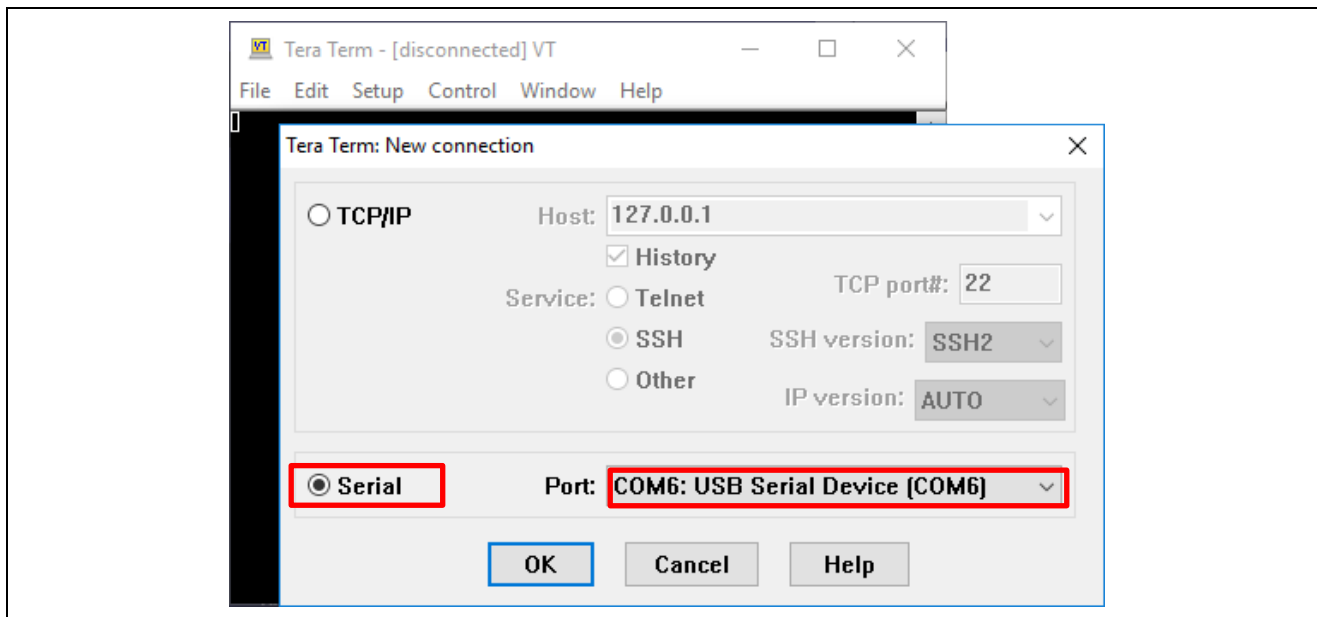 VT Tera Term - [disconnected] VT
File Edit Setup Control Window Help
Tera Term: New connection
TCP/IP Host: 127.0.0.1
History
Service: Telnet TCP port#: 22
SSH SSH version: SSH2
Other IP version: AUTO
Serial Port: COM6: USB Serial Device (COM6)
OK Cancel Help